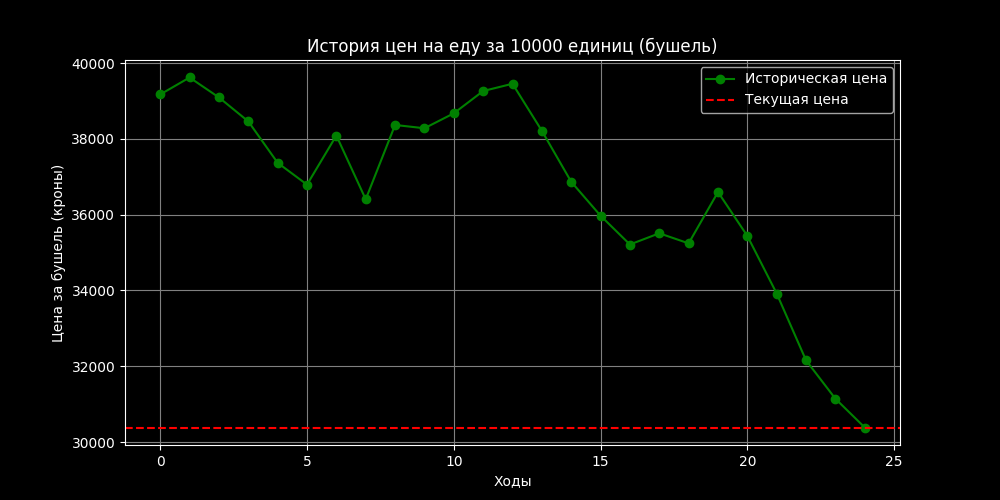 История цен на еду за 10000 единиц (бушель)
Историческая цена
Текущая цена
Цена за бушель (кроны)
40000
38000
36000
34000
32000
30000
0 5 10 15 20 25
Ходы